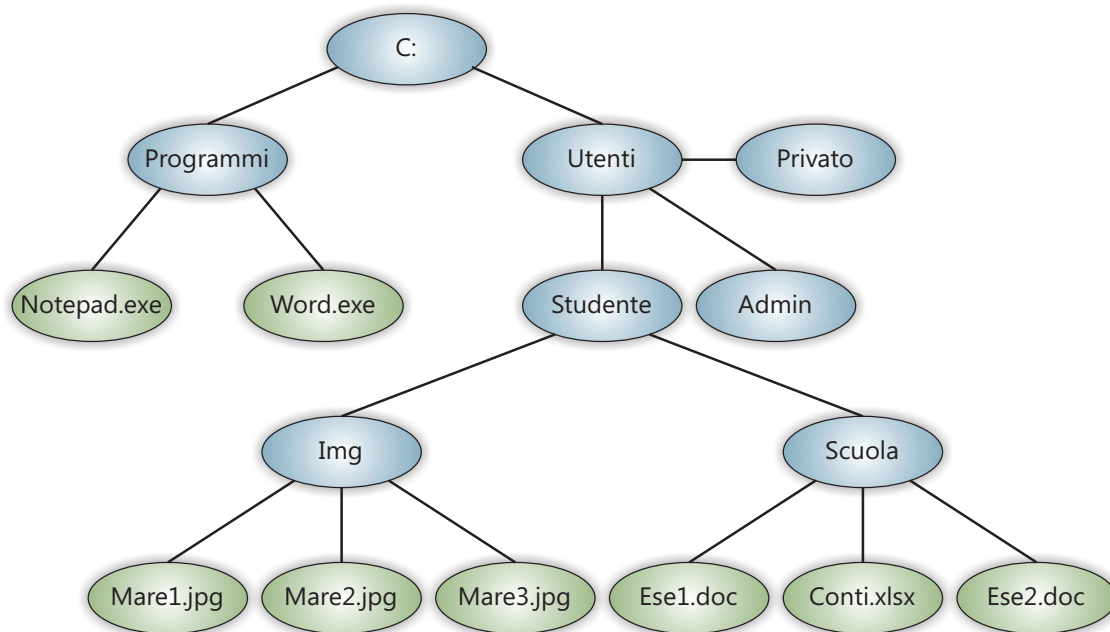 C:
Programmi
Utenti
Privato
Notepad.exe
Word.exe
Studente
Admin
Img
Scuola
Mare1.jpg
Mare2.jpg
Mare3.jpg
Ese1.doc
Conti.xlsx
Ese2.doc